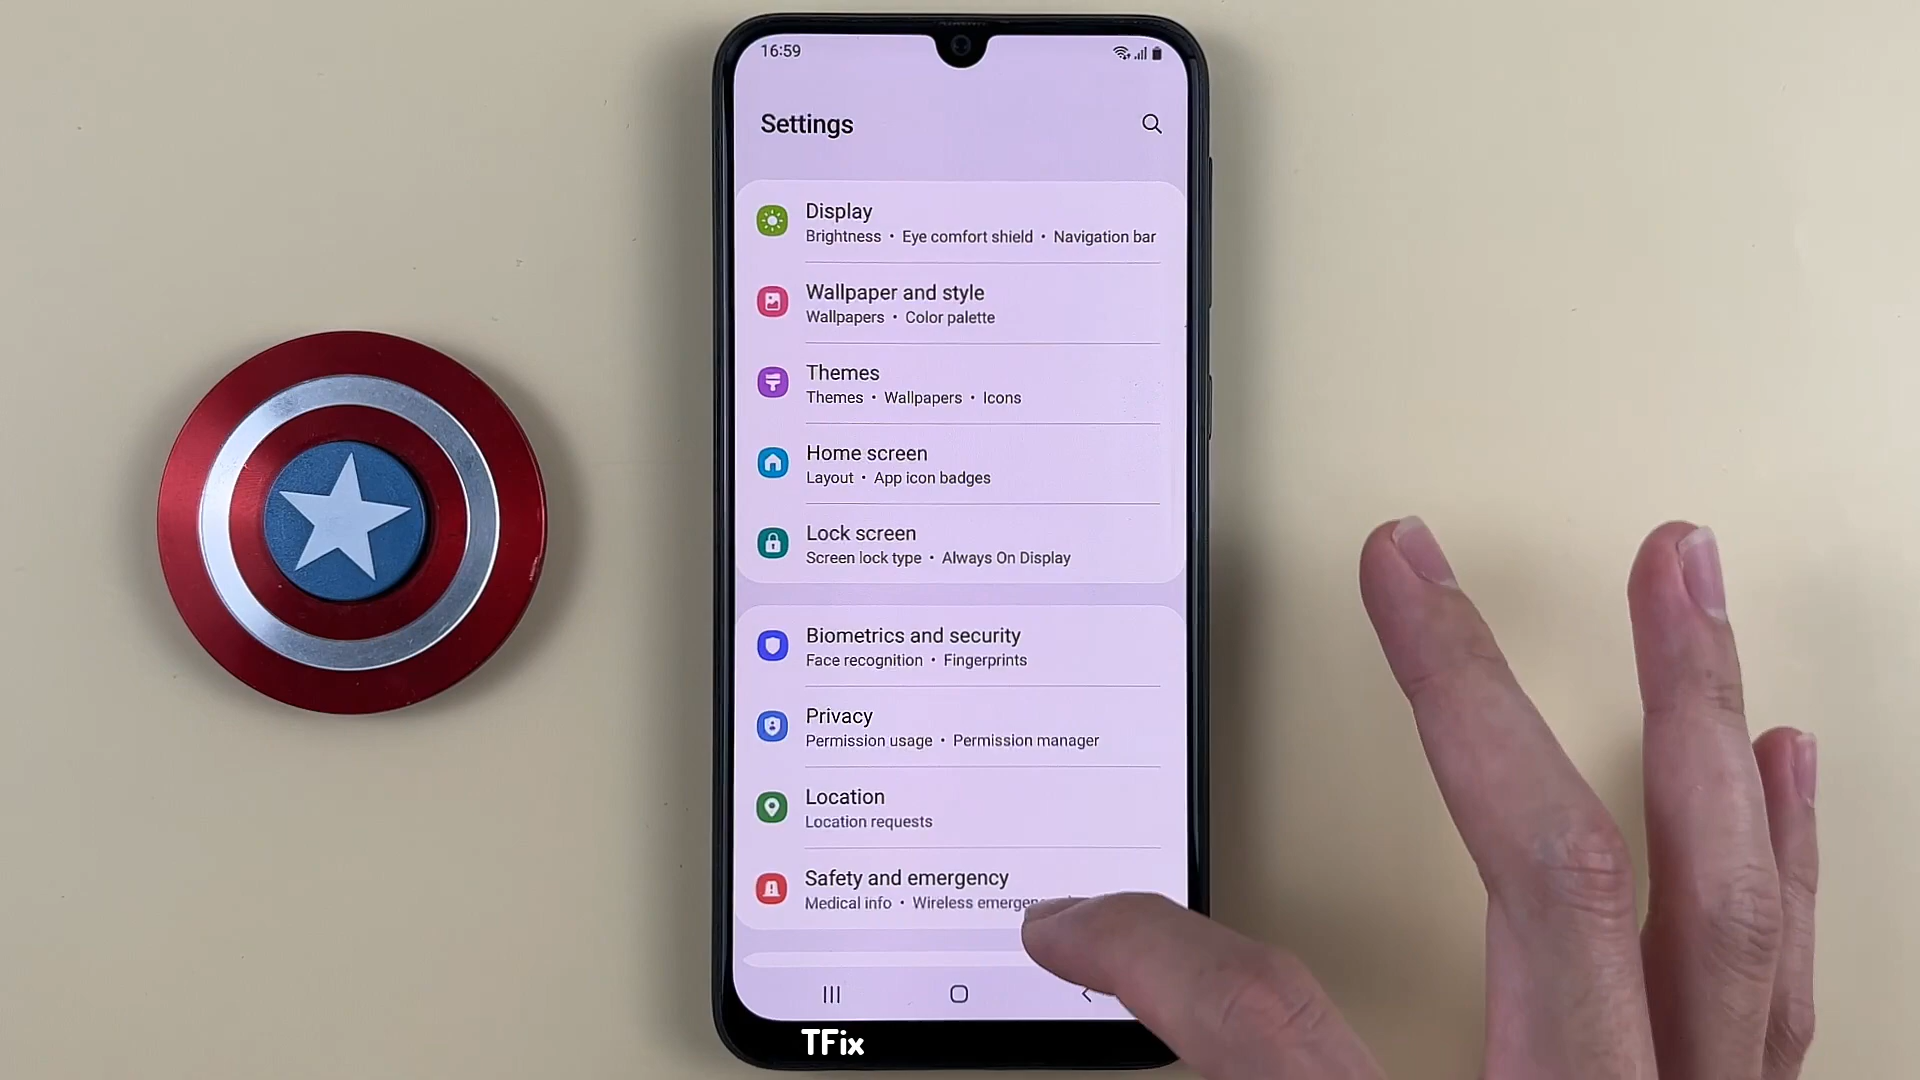 16:59
Settings
Display
Brightness • Eye comfort shield • Navigation bar
Wallpaper and style
Wallpapers • Color palette
Themes
Themes • Wallpapers • Icons
Home screen
Layout • App icon badges
Lock screen
Screen lock type • Always On Display
Biometrics and security
Face recognition • Fingerprints
Privacy
Permission usage • Permission manager
Location
Location requests
Safety and emergency
Medical info • Wireless
TFix